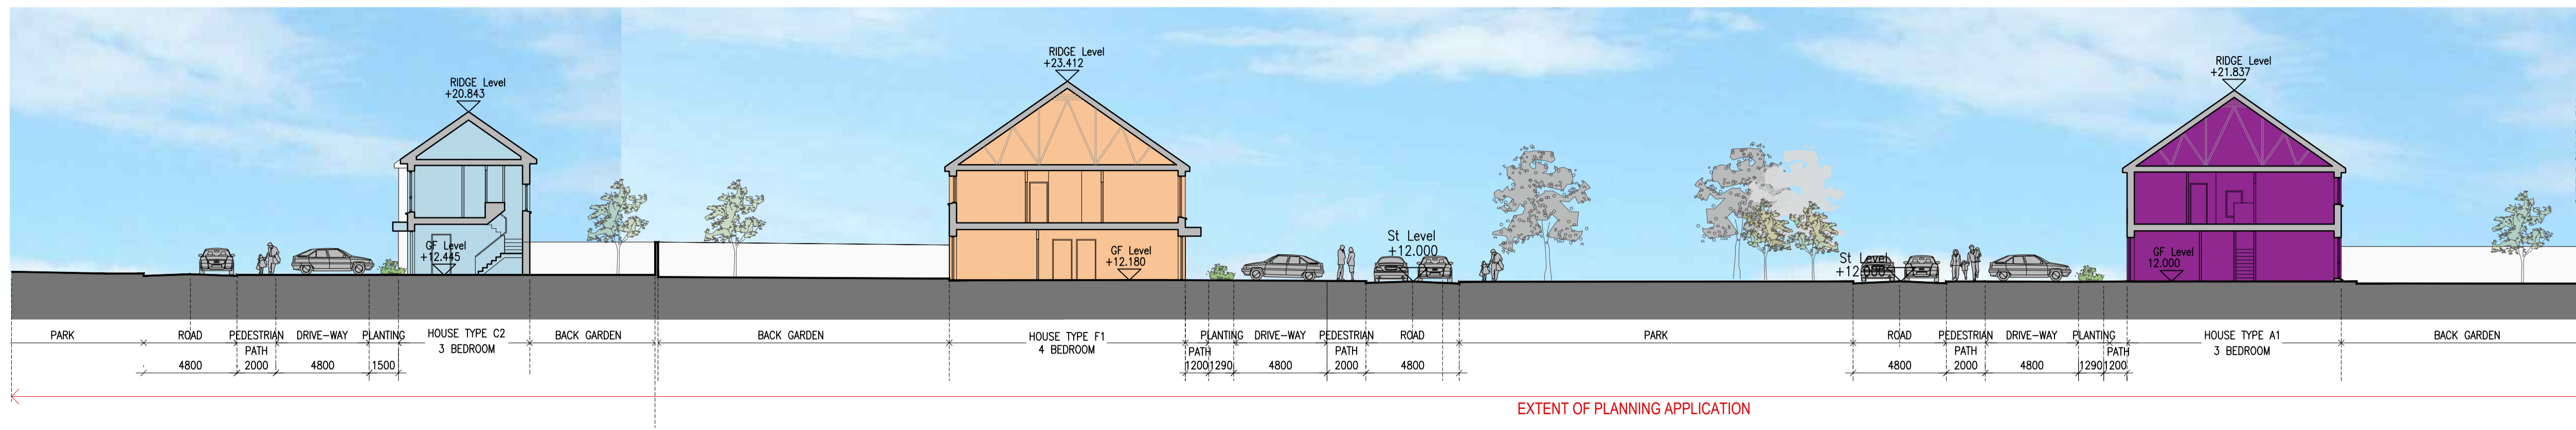 RIDGE Level
+20.843
RIDGE Level
+23.412
RIDGE Level
+21.837
GF Level
+12.445
GF Level
+12.180
St Level
+12.000
St Level
+12.000
GF Level
12.000
PARK
ROAD
PEDESTRIAN
PATH
DRIVE-WAY
PLANTING
HOUSE TYPE C2
3 BEDROOM
BACK GARDEN
BACK GARDEN
HOUSE TYPE F1
4 BEDROOM
PATH
PLANTING
DRIVE-WAY
PEDESTRIAN
PATH
ROAD
PARK
ROAD
PEDESTRIAN
PATH
DRIVE-WAY
PLANTING
PATH
HOUSE TYPE A1
3 BEDROOM
BACK GARDEN
4800 2000 4800 1500
1200 1290 4800 2000 4800
4800 2000 4800 1290 1200
EXTENT OF PLANNING APPLICATION